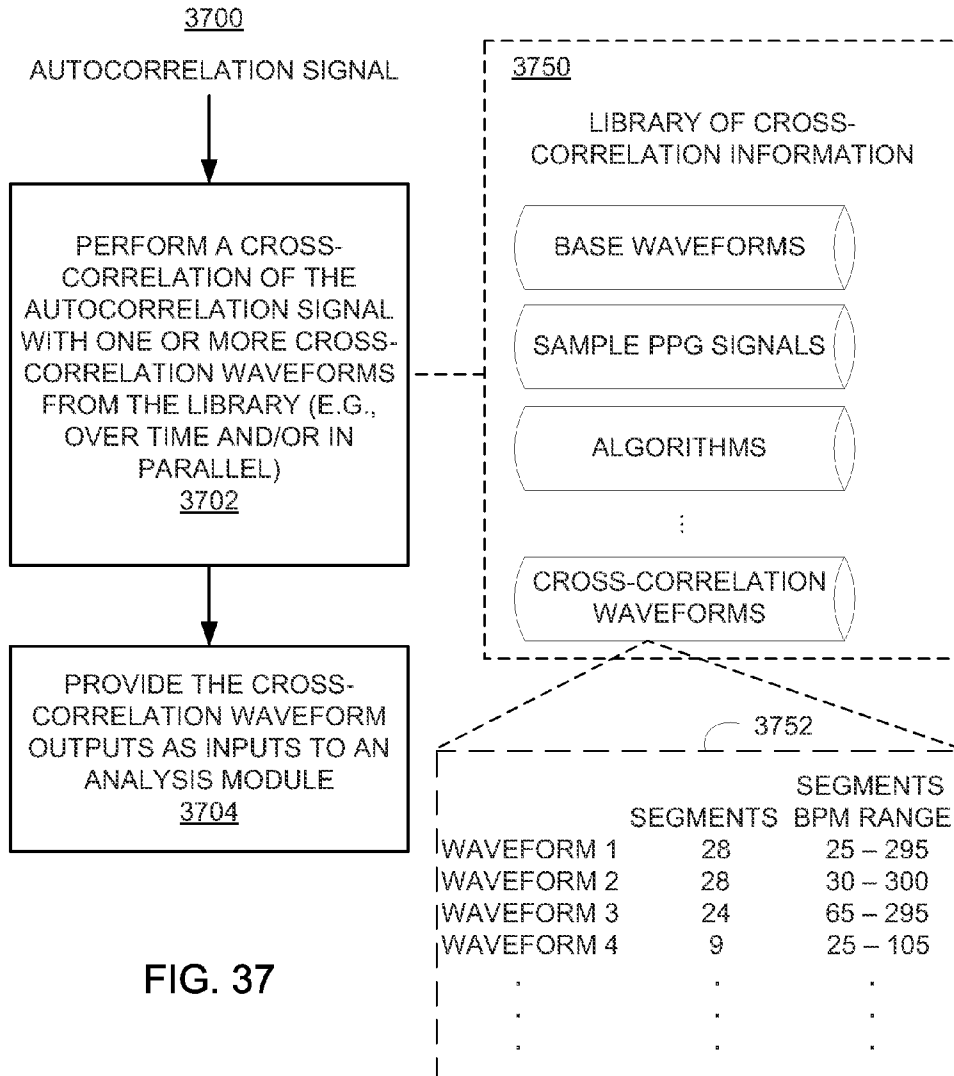 3700
AUTOCORRELATION SIGNAL
PERFORM A CROSS-
CORRELATION OF THE
AUTOCORRELATION SIGNAL
WITH ONE OR MORE CROSS-
CORRELATION WAVEFORMS
FROM THE LIBRARY (E.G.,
OVER TIME AND/OR IN
PARALLEL)
3702
PROVIDE THE CROSS-
CORRELATION WAVEFORM
OUTPUTS AS INPUTS TO AN
ANALYSIS MODULE
3704
3750
LIBRARY OF CROSS-
CORRELATION INFORMATION
BASE WAVEFORMS
SAMPLE PPG SIGNALS
ALGORITHMS
...
CROSS-CORRELATION
WAVEFORMS
3752
SEGMENTS
SEGMENTS BPM RANGE
WAVEFORM 1 28 25 – 295
WAVEFORM 2 28 30 – 300
WAVEFORM 3 24 65 – 295
WAVEFORM 4 9 25 – 105
. . .
. . .
. . .
FIG. 37